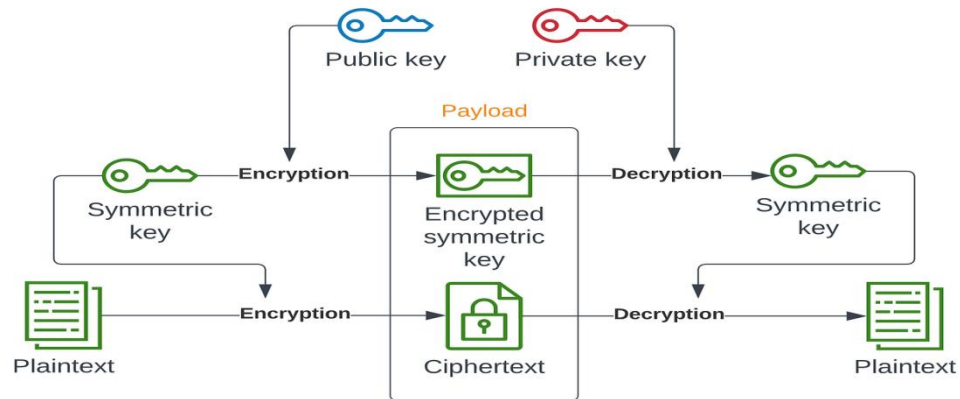 Public key
Private key
Payload
Encryption
Decryption
Symmetric
key
Encrypted
symmetric
key
Symmetric
key
Encryption
Decryption
Plaintext
Ciphertext
Plaintext